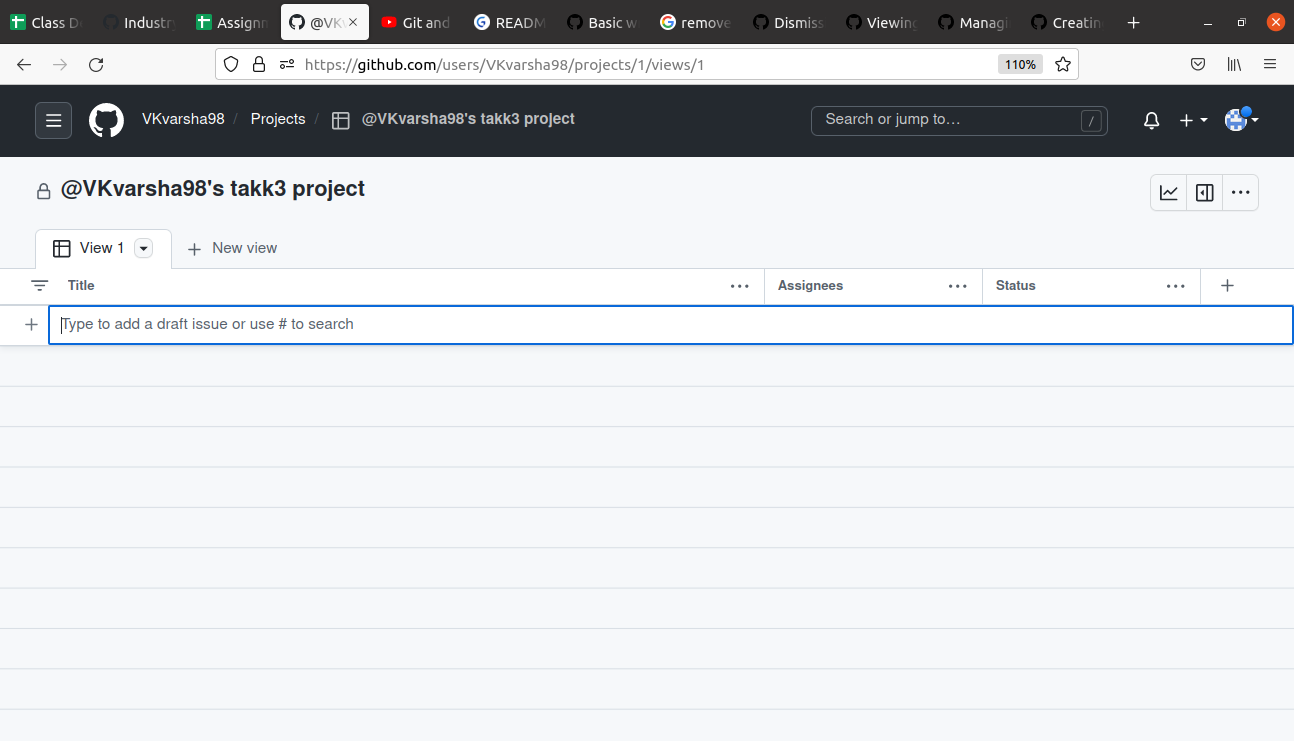 Class D Industry Assignm @VKv Git and READM Basic w remove Dismiss Viewing Managi Creatin
https://github.com/users/VKvarsha98/projects/1/views/1 110%
VKvarsha98 / Projects / @VKvarsha98's takk3 project Search or jump to… /
@VKvarsha98's takk3 project
View 1 New view
Title Assignees Status
Type to add a draft issue or use # to search